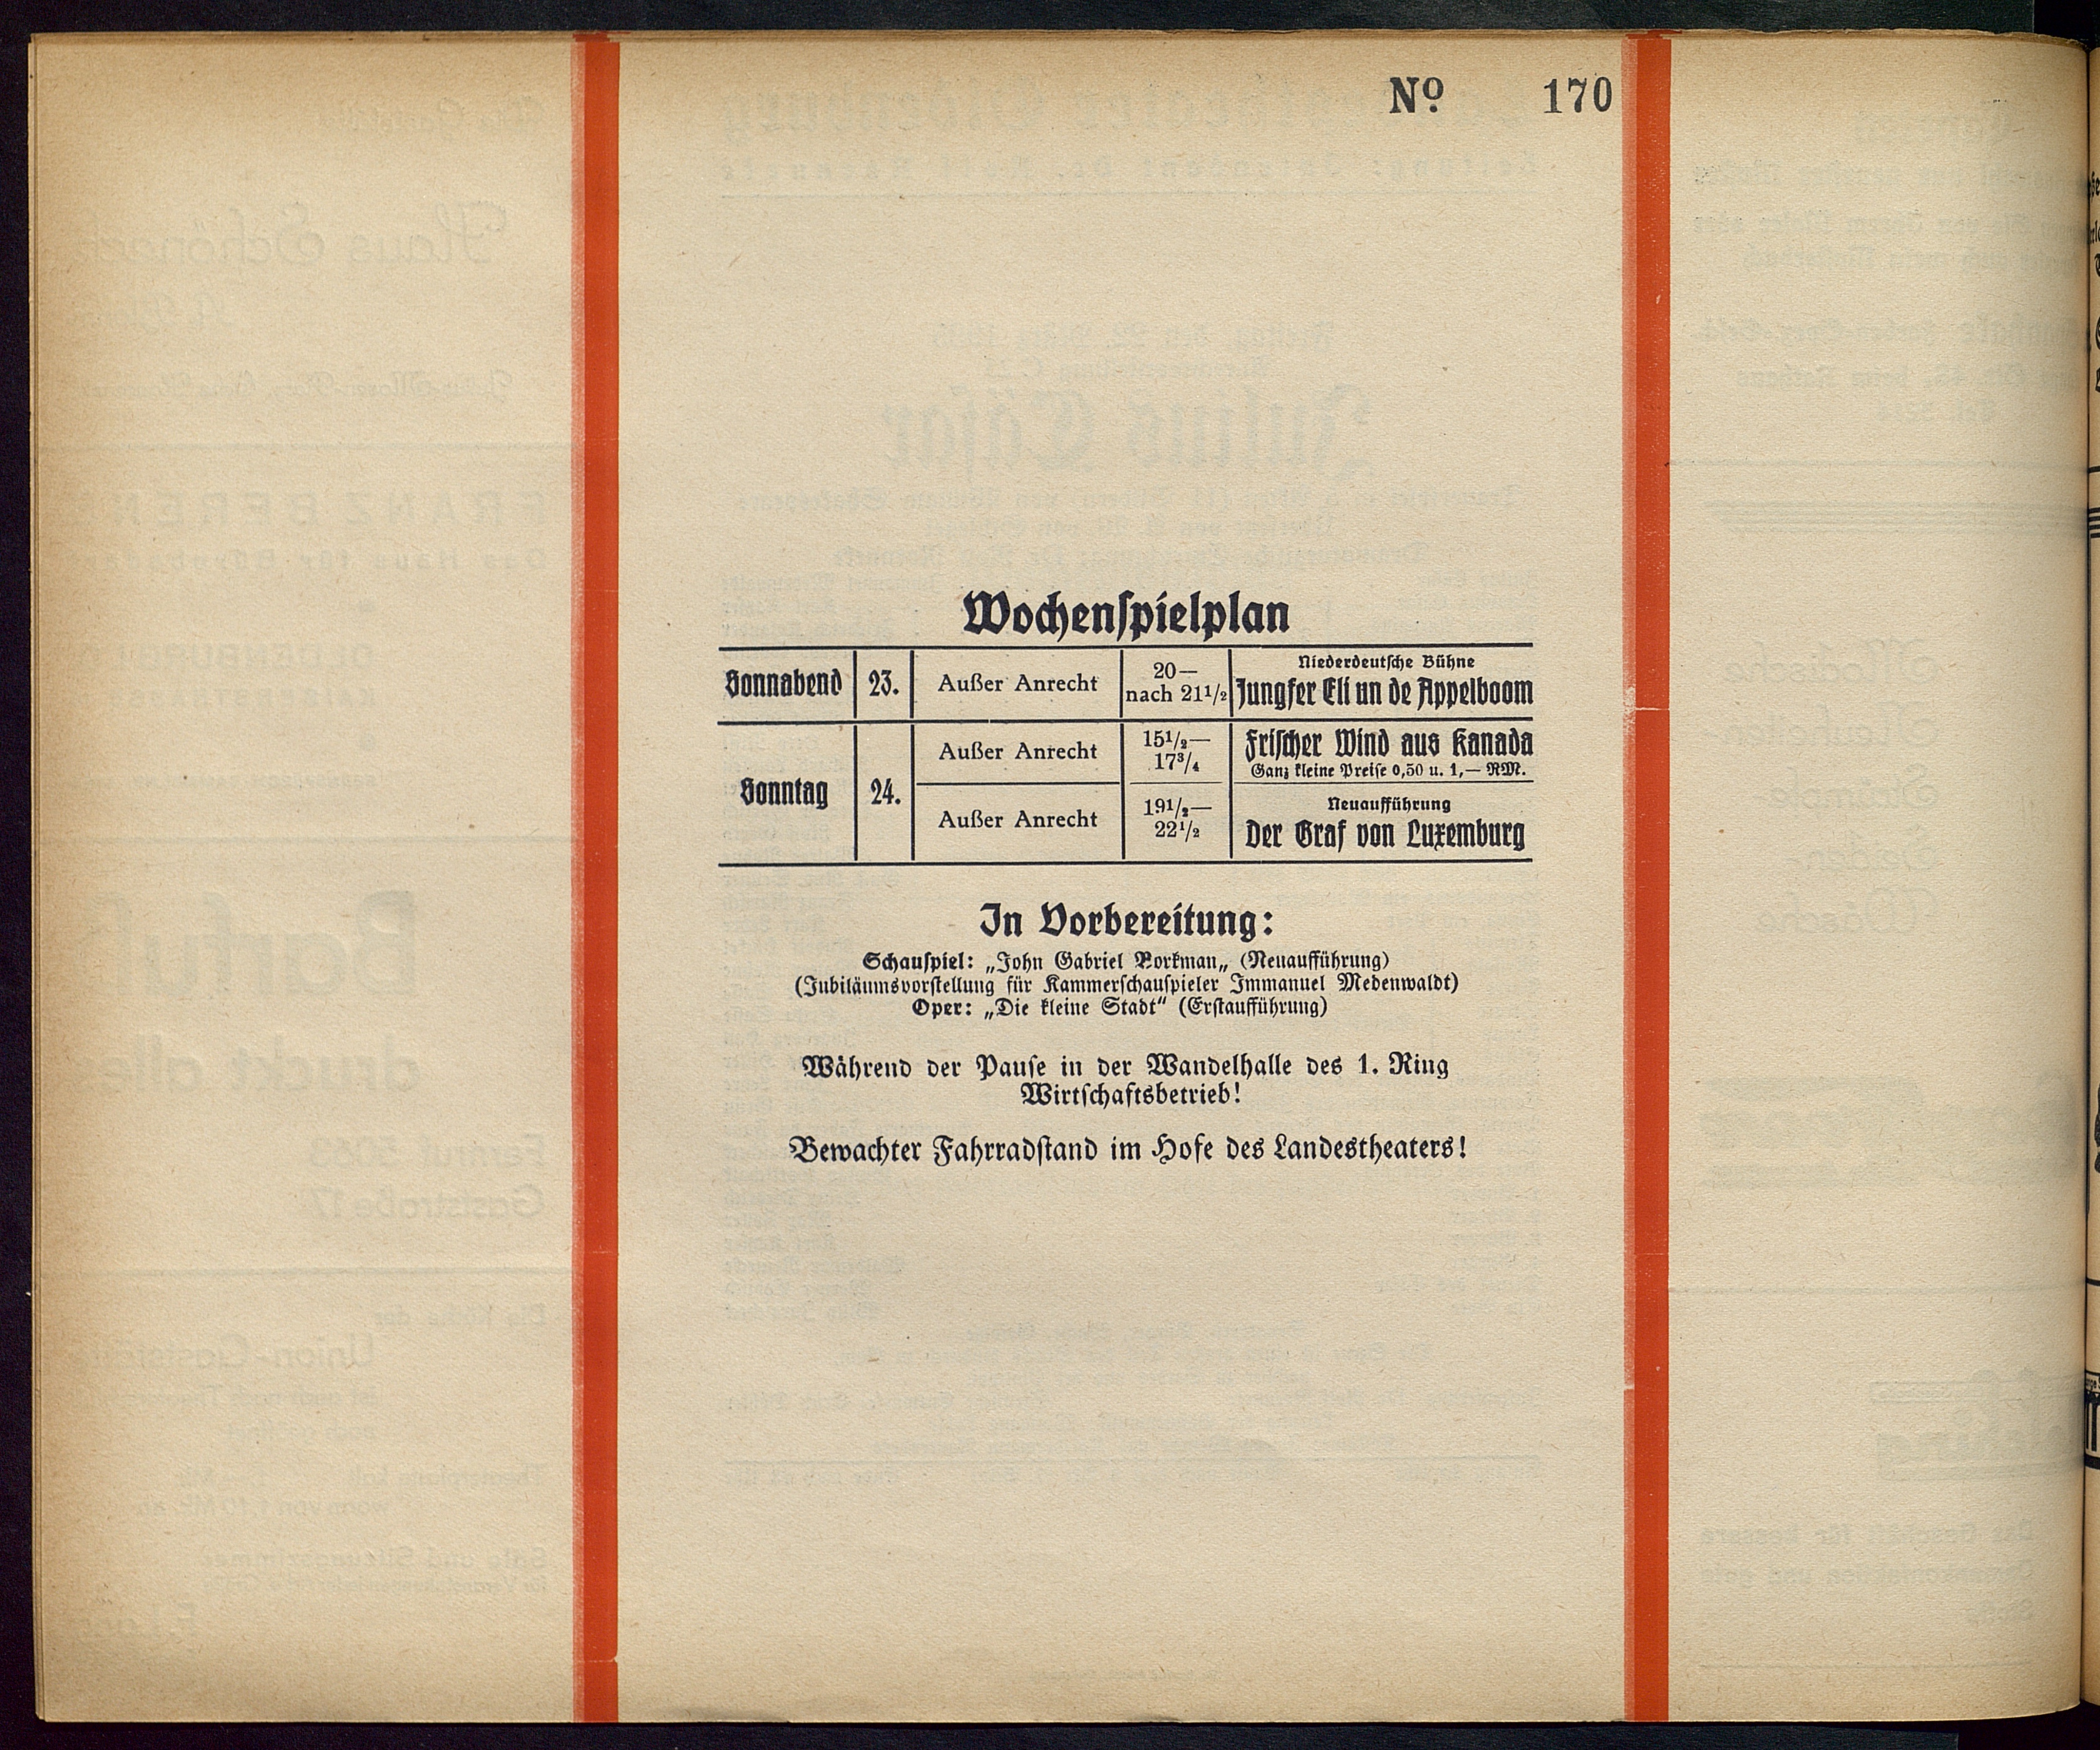 Nº 170
Wochenspielplan
Sonnabend 23. Außer Anrecht 20— nach 21½ Niederdeutsche Bühne
Jungfer Eli un de Appelboom
Sonntag 24. Außer Anrecht 15½— 17¾ Frischer Wind aus Kanada
Ganz kleine Preise 0,50 u. 1,— RM.
Außer Anrecht 19½— 22½ Neuaufführung
Der Graf von Luxemburg
In Vorbereitung:
Schauspiel: „John Gabriel Borkman„ (Neuaufführung)
(Jubiläumsvorstellung für Kammerschauspieler Immanuel Medenwaldt)
Oper: „Die kleine Stadt“ (Erstaufführung)
Während der Pause in der Wandelhalle des 1. Ring
Wirtschaftsbetrieb!
Bewachter Fahrradstand im Hofe des Landestheaters!